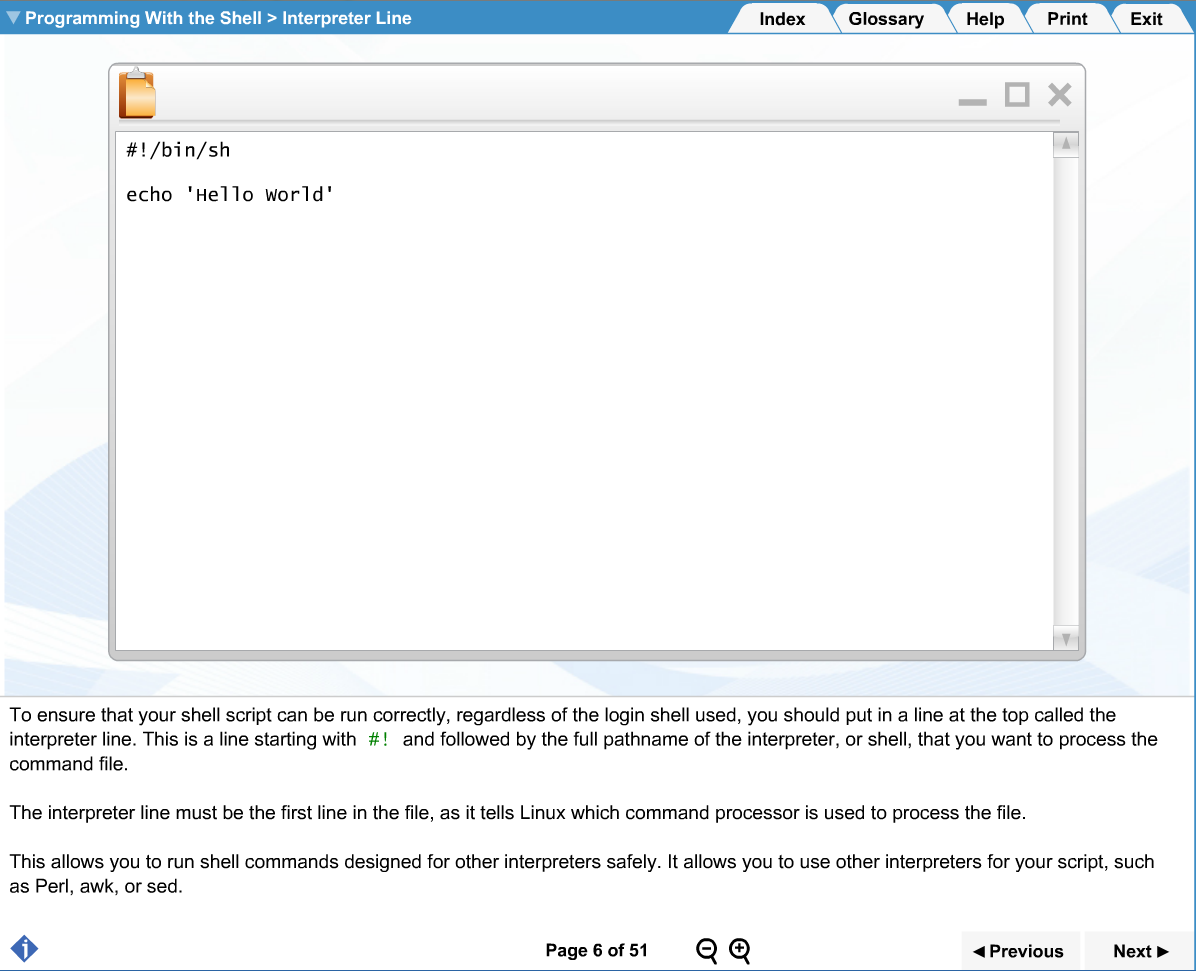 Programming With the Shell > Interpreter Line
Index
Glossary
Help
Print
Exit
#!/bin/sh
echo 'Hello World'
To ensure that your shell script can be run correctly, regardless of the login shell used, you should put in a line at the top called the
interpreter line. This is a line starting with #! and followed by the full pathname of the interpreter, or shell, that you want to process the
command file.
The interpreter line must be the first line in the file, as it tells Linux which command processor is used to process the file.
This allows you to run shell commands designed for other interpreters safely. It allows you to use other interpreters for your script, such
as Perl, awk, or sed.
Page 6 of 51
Previous
Next